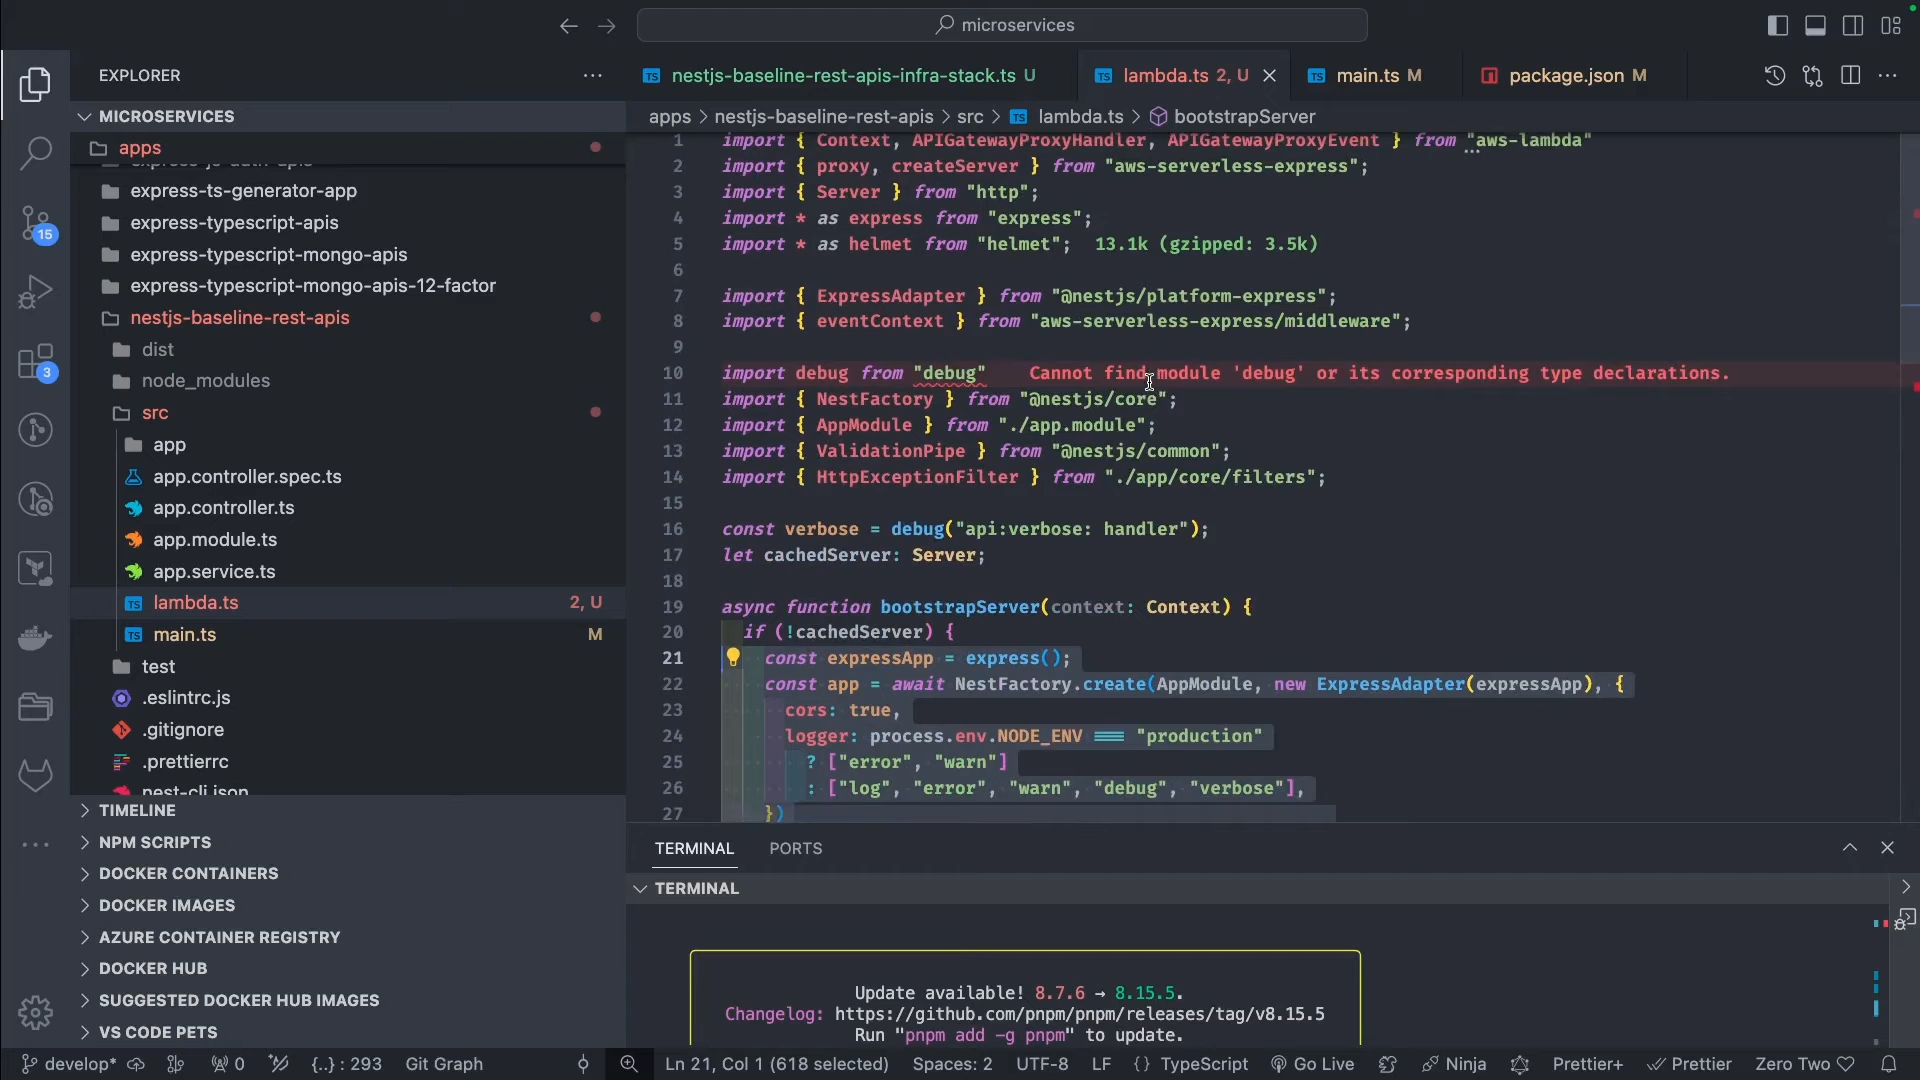 microservices
EXPLORER
MICROSERVICES
apps
express-ts-generator-app
express-typescript-apis
express-typescript-mongo-apis
express-typescript-mongo-apis-12-factor
nestjs-baseline-rest-apis
dist
node_modules
src
app
app.controller.spec.ts
app.controller.ts
app.module.ts
app.service.ts
lambda.ts 2, U
main.ts M
test
.eslintrc.js
.gitignore
.prettierrc
nest-cli.json
TIMELINE
NPM SCRIPTS
DOCKER CONTAINERS
DOCKER IMAGES
AZURE CONTAINER REGISTRY
DOCKER HUB
SUGGESTED DOCKER HUB IMAGES
VS CODE PETS
15
3
nestjs-baseline-rest-apis-infra-stack.ts U
lambda.ts 2, U
main.ts M
package.json M
apps > nestjs-baseline-rest-apis > src > lambda.ts > bootstrapServer
1 import { Context, APIGatewayProxyHandler, APIGatewayProxyEvent } from "aws-lambda"
2 import { proxy, createServer } from "aws-serverless-express";
3 import { Server } from "http";
4 import * as express from "express";
5 import * as helmet from "helmet"; 13.1k (gzipped: 3.5k)
6
7 import { ExpressAdapter } from "@nestjs/platform-express";
8 import { eventContext } from "aws-serverless-express/middleware";
9
10 import debug from "debug" Cannot find module 'debug' or its corresponding type declarations.
11 import { NestFactory } from "@nestjs/core";
12 import { AppModule } from "./app.module";
13 import { ValidationPipe } from "@nestjs/common";
14 import { HttpExceptionFilter } from "./app/core/filters";
15
16 const verbose = debug("api:verbose: handler");
17 let cachedServer: Server;
18
19 async function bootstrapServer(context: Context) {
20 if (!cachedServer) {
21 const expressApp = express();
22 const app = await NestFactory.create(AppModule, new ExpressAdapter(expressApp), {
23 cors: true,
24 logger: process.env.NODE_ENV === "production"
25 ? ["error", "warn"]
26 : ["log", "error", "warn", "debug", "verbose"],
27 })
TERMINAL
PORTS
TERMINAL
Update available! 8.7.6 → 8.15.5.
Changelog: https://github.com/pnpm/pnpm/releases/tag/v8.15.5
Run "pnpm add -g pnpm" to update.
develop*
0
{..} : 293
Git Graph
Ln 21, Col 1 (618 selected)
Spaces: 2
UTF-8
LF
{} TypeScript
Go Live
Ninja
Prettier+
Prettier
Zero Two